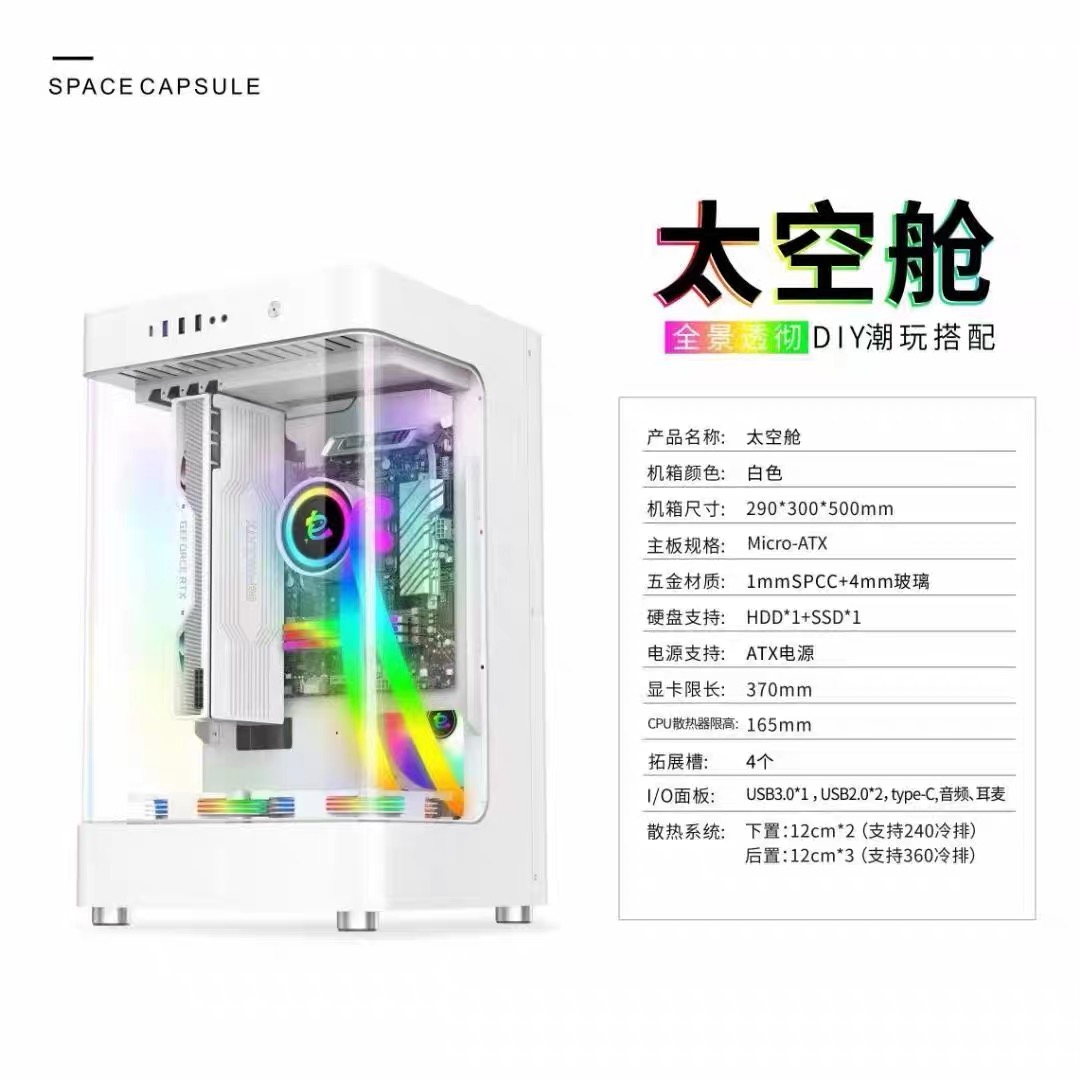 SPACE CAPSULE
太空舱
全景透彻 DIY潮玩搭配
产品名称: 太空舱
机箱颜色: 白色
机箱尺寸: 290*300*500mm
主板规格: Micro-ATX
五金材质: 1mmSPCC+4mm玻璃
硬盘支持: HDD*1+SSD*1
电源支持: ATX电源
显卡限长: 370mm
CPU散热器限高: 165mm
拓展槽: 4个
I/O面板: USB3.0*1，USB2.0*2，type-C,音频、耳麦
散热系统: 下置：12cm*2（支持240冷排）
后置：12cm*3（支持360冷排）
GEFORCE RTX